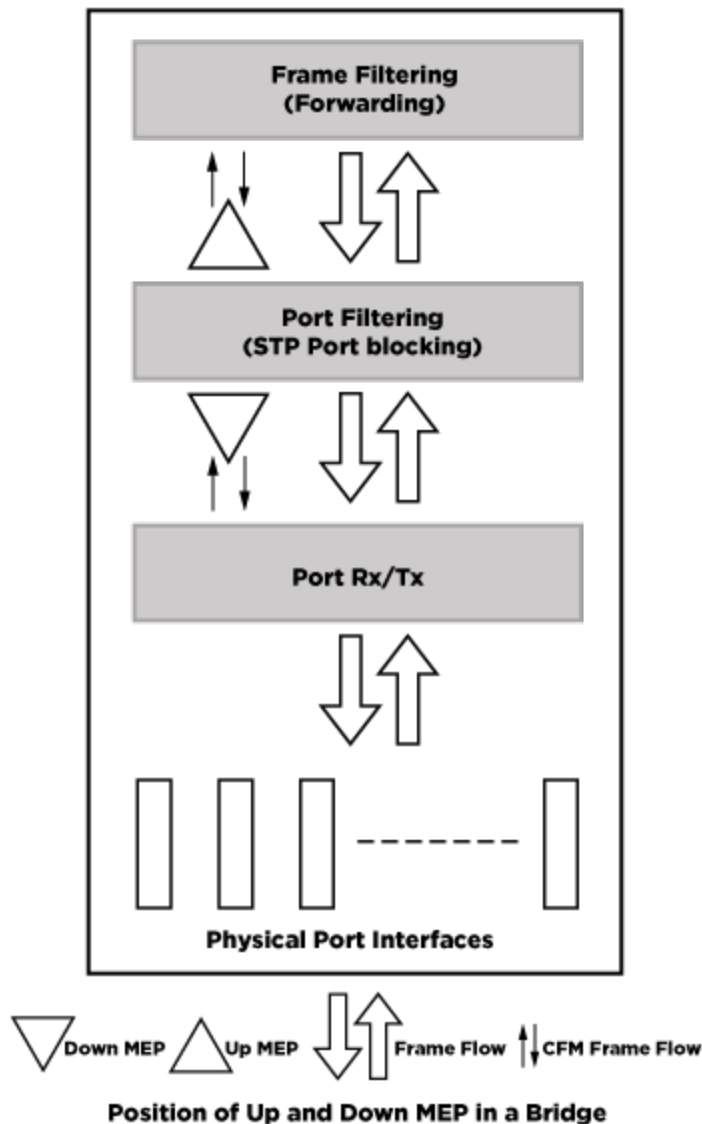 Frame Filtering
(Forwarding)
Port Filtering
(STP Port blocking)
Port Rx/Tx
Physical Port Interfaces
Down MEP
Up MEP
Frame Flow
CFM Frame Flow
Position of Up and Down MEP in a Bridge